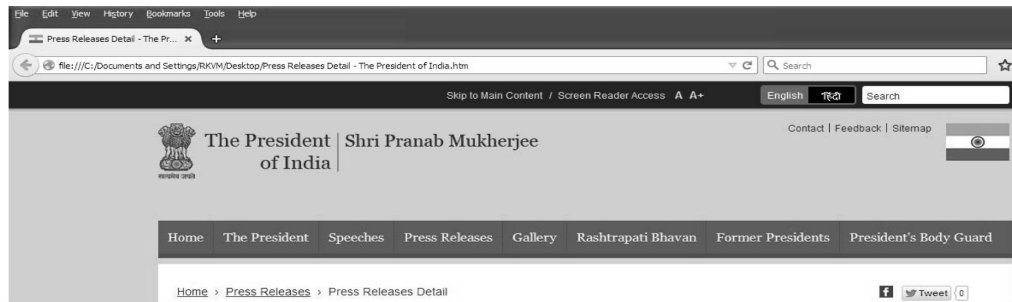 File Edit View History Bookmarks Tools Help
Press Releases Detail - The Pr... × +
file:///C:/Documents and Settings/RKVM/Desktop/Press Releases Detail - The President of India.htm Search
Skip to Main Content / Screen Reader Access A A+ English हिंदी Search
Contact | Feedback | Sitemap
The President of India | Shri Pranab Mukherjee
सत्यमेव जयते
Home The President Speeches Press Releases Gallery Rashtrapati Bhavan Former Presidents President's Body Guard
Home › Press Releases › Press Releases Detail f Tweet 0